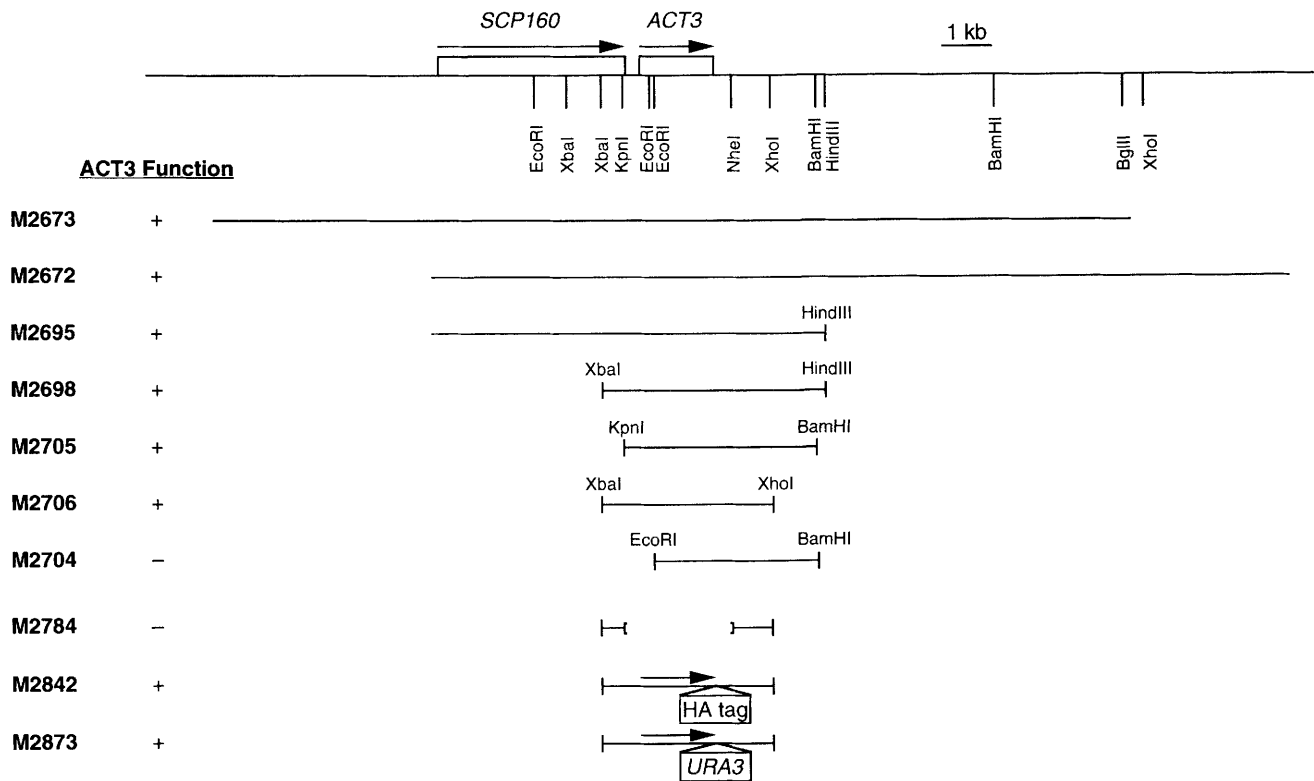 SCP160 ACT3 1 kb
EcoRI XbaI XbaI KpnI EcoRI EcoRI NheI XhoI BamHI HindIII BamHI BglII XhoI
ACT3 Function
M2673 +
M2672 +
HindIII
M2695 +
XbaI HindIII
M2698 +
KpnI BamHI
M2705 +
XbaI XhoI
M2706 +
EcoRI BamHI
M2704 −
M2784 −
M2842 +
HA tag
M2873 +
URA3